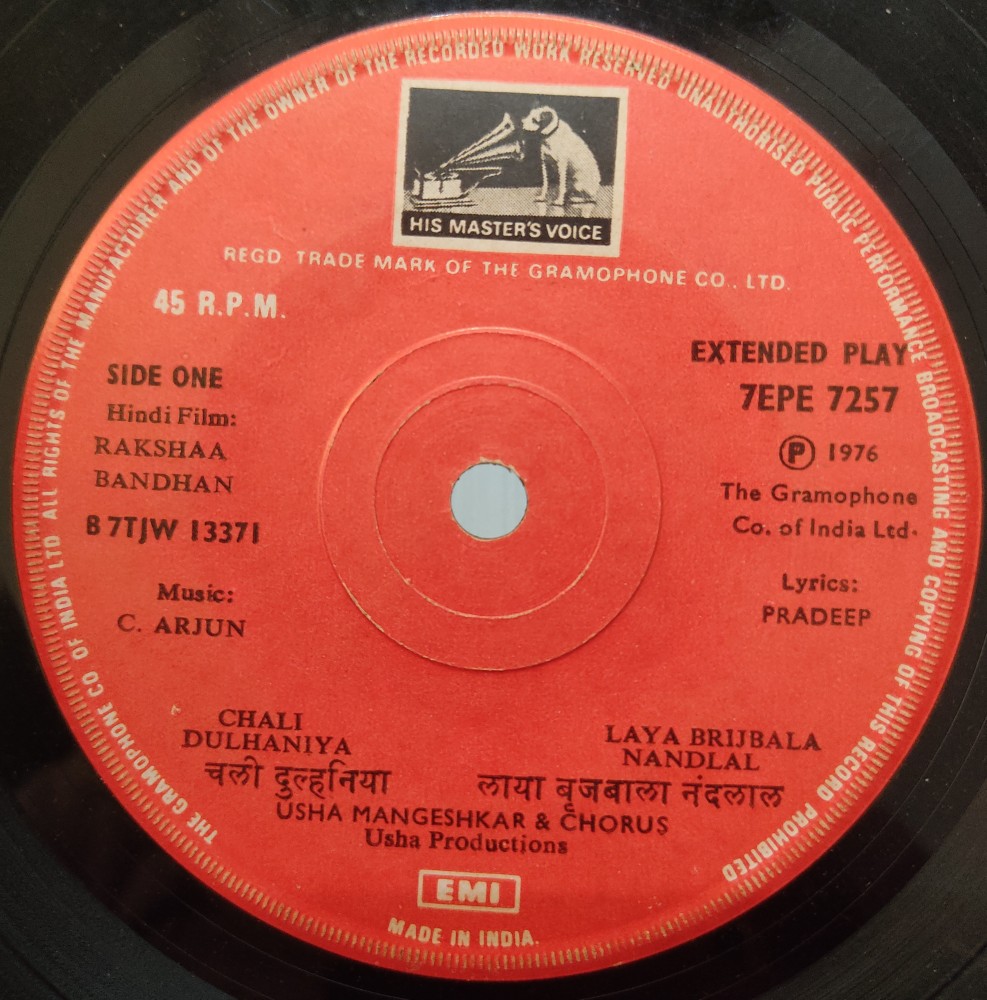 THE GRAMOPHONE CO OF INDIA LTD ALL RIGHTS OF THE MANUFACTURER AND OF THE OWNER OF THE RECORDED WORK RESERVED UNAUTHORISED PUBLIC PERFORMANCE BROADCASTING AND COPYING OF THIS RECORD PROHIBITED
HIS MASTER'S VOICE
REGD TRADE MARK OF THE GRAMOPHONE CO., LTD.
45 R.P.M.
SIDE ONE
Hindi Film:
RAKSHAA
BANDHAN
B 7TJW 13371
Music:
C. ARJUN
EXTENDED PLAY
7EPE 7257
Ⓟ 1976
The Gramophone
Co. of India Ltd.
Lyrics:
PRADEEP
CHALI
DULHANIYA
चली दुल्हनिया
LAYA BRIJBALA
NANDLAL
लाया बृजबाला नंदलाल
USHA MANGESHKAR & CHORUS
Usha Productions
EMI
MADE IN INDIA.